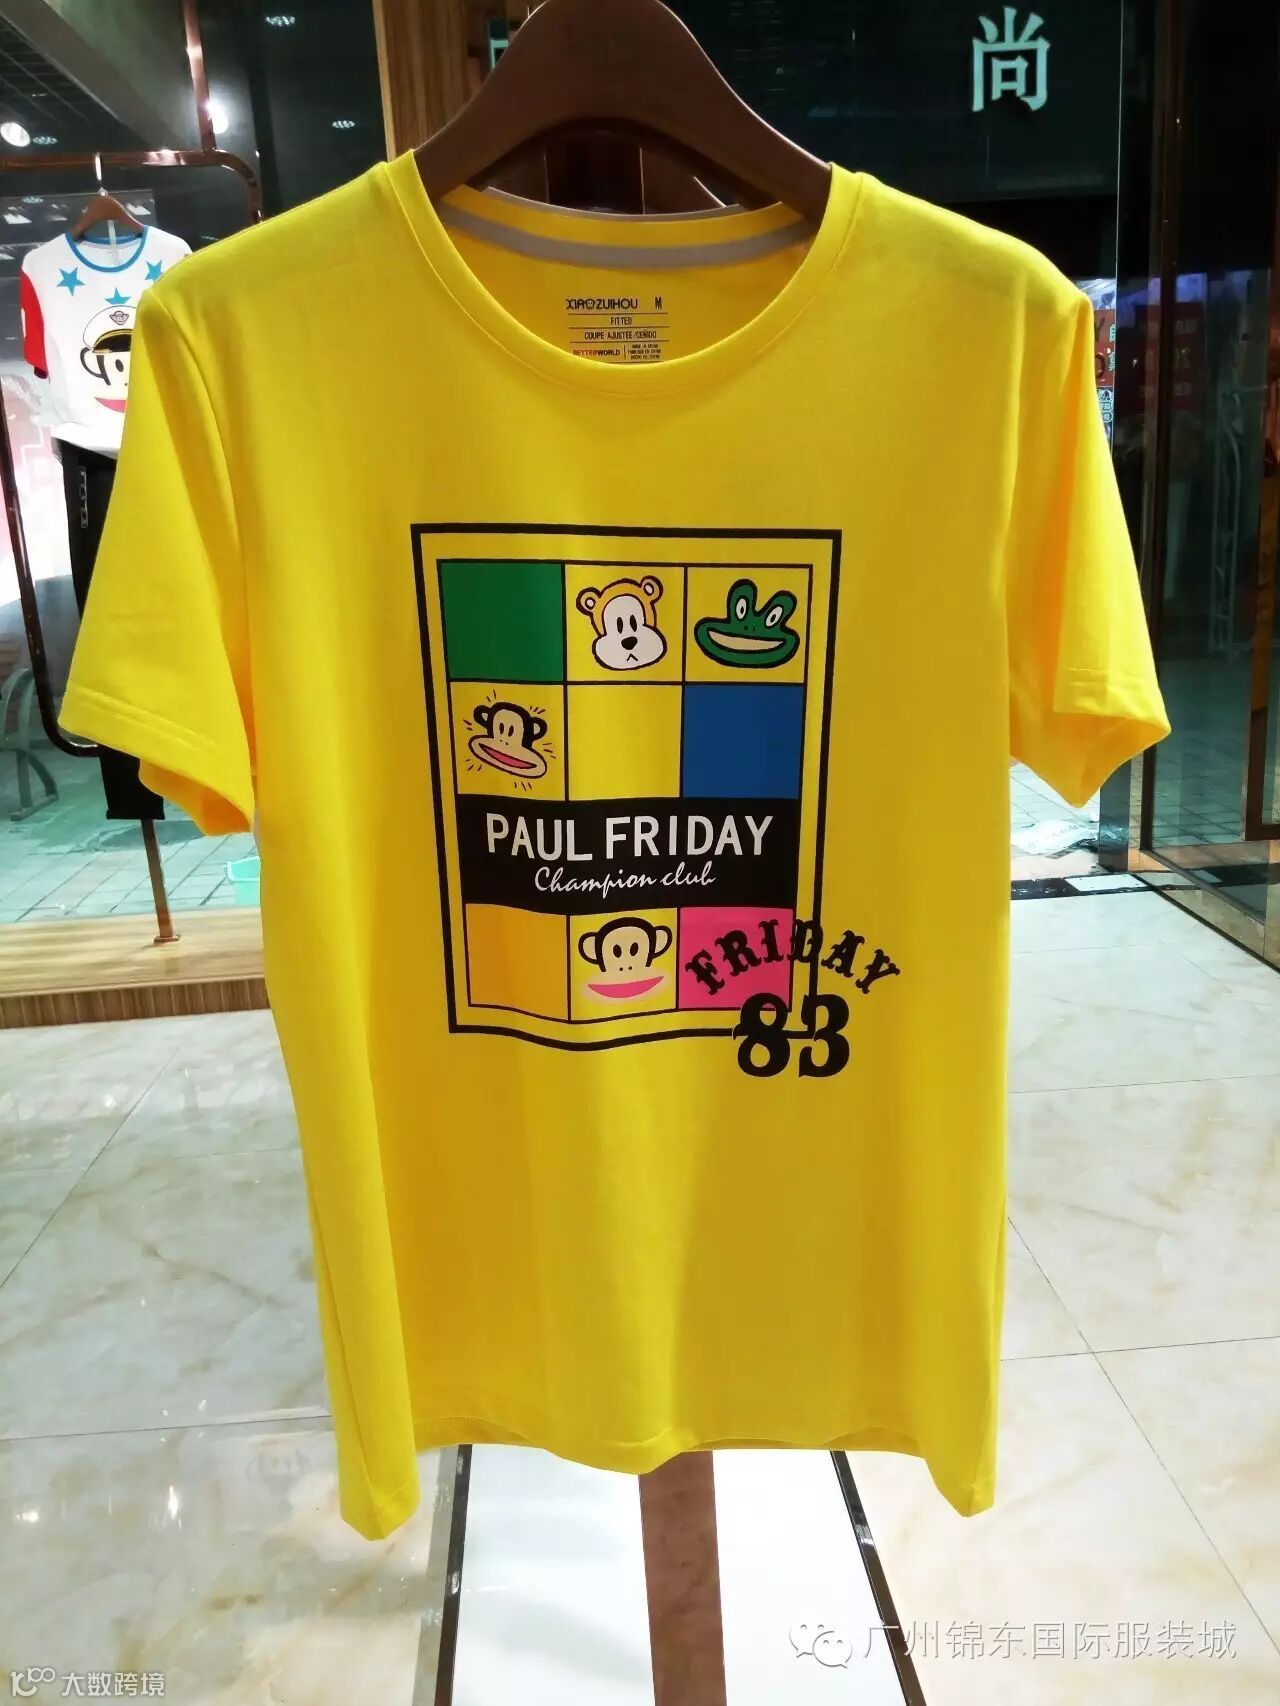 尚
XIAOZUIHOU M
FITTED
COUPE AJUSTÉE/CEÑIDO
BETTERWORLD
PAUL FRIDAY
Champion club
FRIDAY
83
广州锦东国际服装城
10100 大数跨境